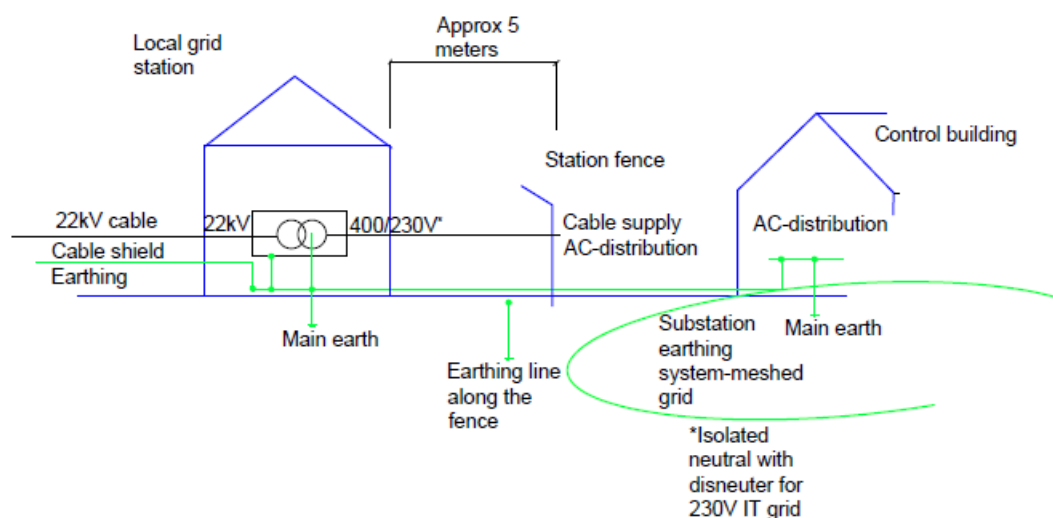 Approx 5
meters
Local grid
station
Control building
Station fence
22kV cable
22kV
400/230V*
Cable supply
AC-distribution
AC-distribution
Cable shield
Earthing
Main earth
Earthing line
along the
fence
Substation
earthing
system-meshed
grid
Main earth
*Isolated
neutral with
disneuter for
230V IT grid